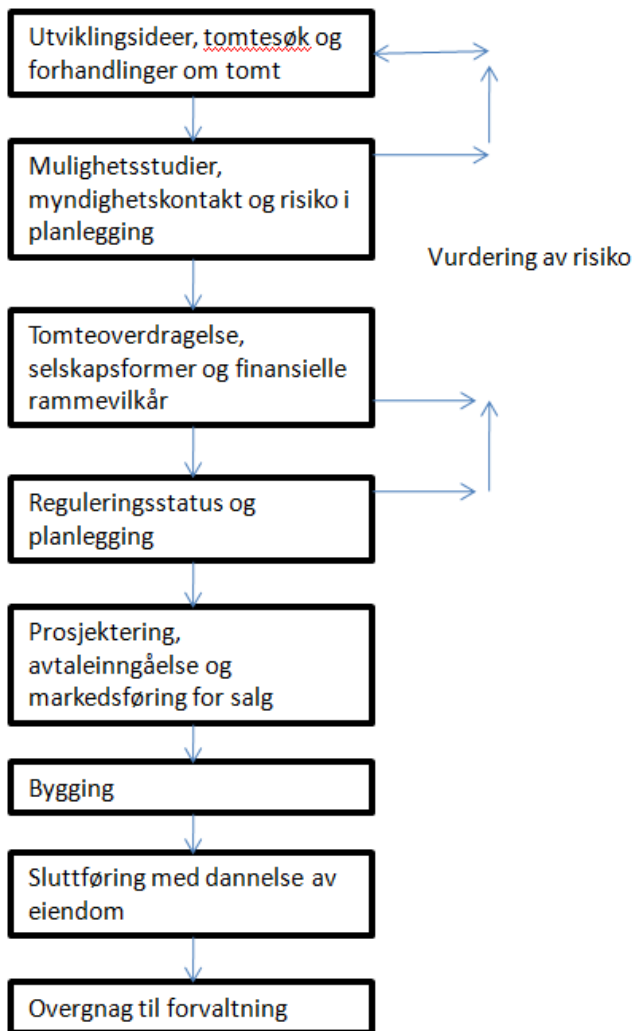 Utviklingsideer, tomtesøk og
forhandlinger om tomt
Mulighetsstudier,
myndighetskontakt og risiko i
planlegging
Vurdering av risiko
Tomteoverdragelse,
selskapsformer og finansielle
rammevilkår
Reguleringsstatus og
planlegging
Prosjektering,
avtaleinngåelse og
markedsføring for salg
Bygging
Sluttføring med dannelse av
eiendom
Overgnag til forvaltning